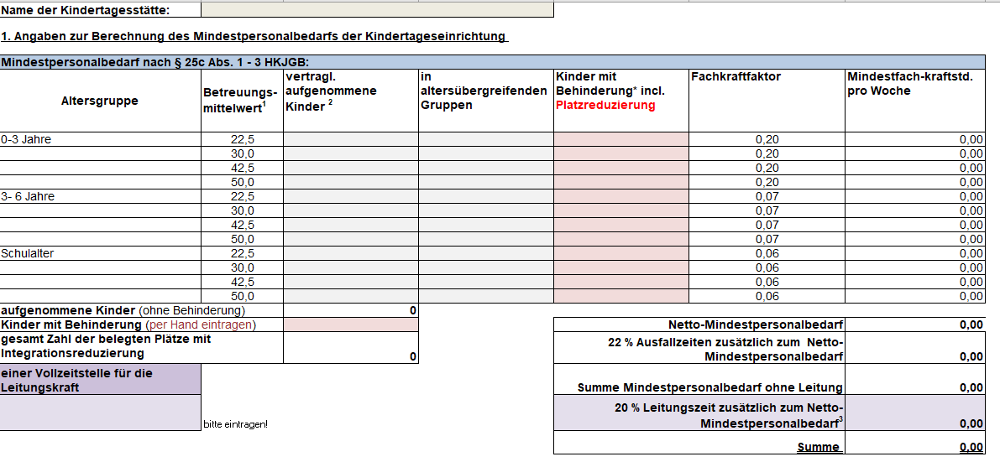 Name der Kindertagesstätte:
1. Angaben zur Berechnung des Mindestpersonalbedarfs der Kindertageseinrichtung
Mindestpersonalbedarf nach § 25c Abs. 1 - 3 HKJGB:
Altersgruppe
Betreuungs-
mittelwert1
vertragl.
aufgenommene
Kinder 2
in
altersübergreifenden
Gruppen
Kinder mit
Behinderung* incl.
Platzreduzierung
Fachkraftfaktor
Mindestfach-kraftstd.
pro Woche
0-3 Jahre 22,5 0,20 0,00
30,0 0,20 0,00
42,5 0,20 0,00
50,0 0,20 0,00
3- 6 Jahre 22,5 0,07 0,00
30,0 0,07 0,00
42,5 0,07 0,00
50,0 0,07 0,00
Schulalter 22,5 0,06 0,00
30,0 0,06 0,00
42,5 0,06 0,00
50,0 0,06 0,00
aufgenommene Kinder (ohne Behinderung) 0
Kinder mit Behinderung (per Hand eintragen)
gesamt Zahl der belegten Plätze mit
Integrationsreduzierung 0
einer Vollzeitstelle für die
Leitungskraft
bitte eintragen!
Netto-Mindestpersonalbedarf 0,00
22 % Ausfallzeiten zusätzlich zum Netto-
Mindestpersonalbedarf 0,00
Summe Mindestpersonalbedarf ohne Leitung 0,00
20 % Leitungszeit zusätzlich zum Netto-
Mindestpersonalbedarf3 0,00
Summe 0,00